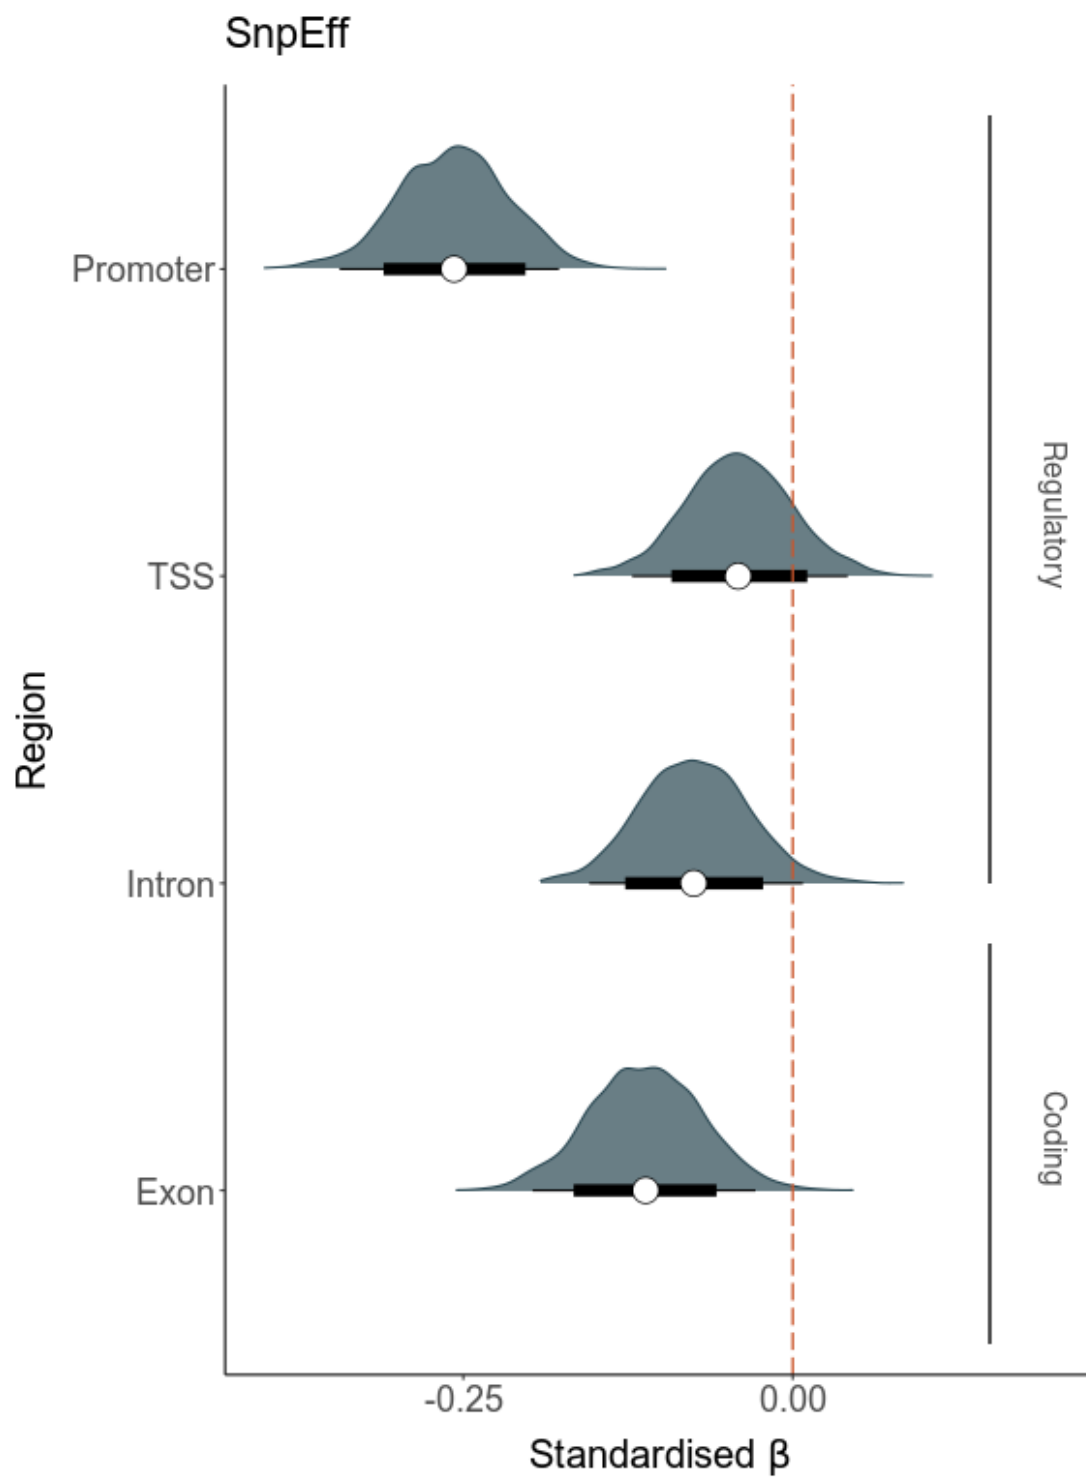 SnpEff
Promoter
TSS
Intron
Exon
Region
Regulatory
Coding
-0.25
0.00
Standardised β